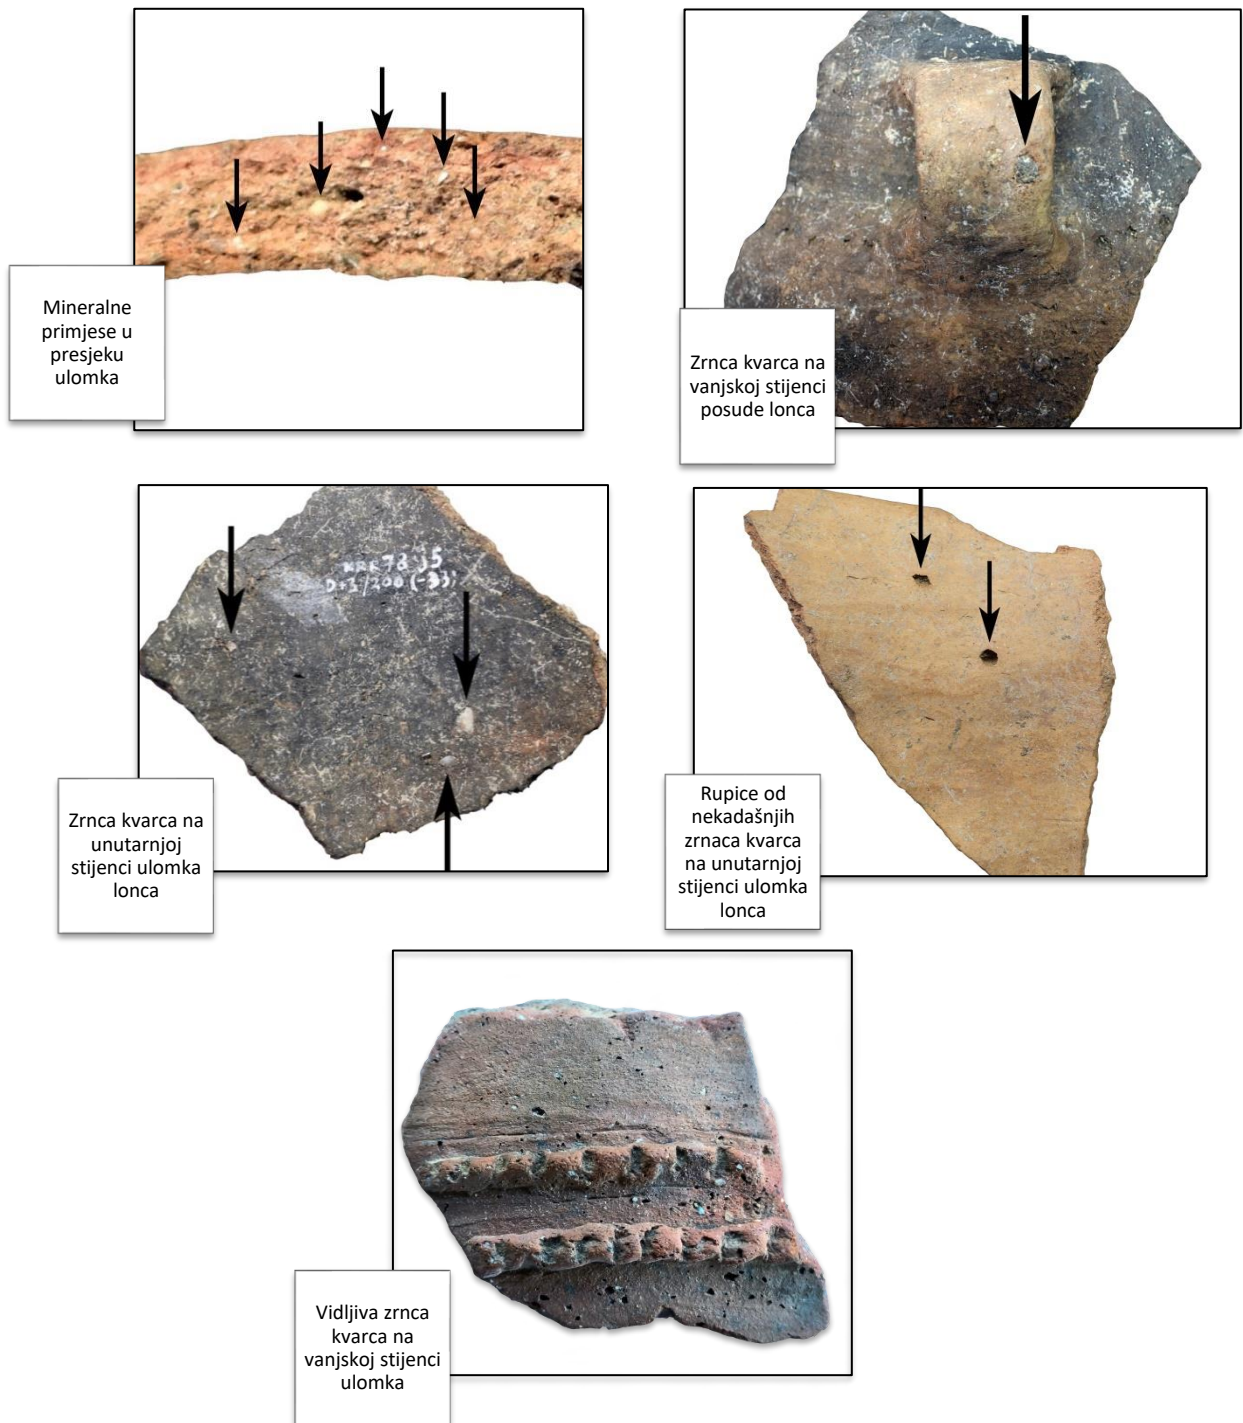 Mineralne
primjese u
presjeku
ulomka
Zrnca kvarca na
vanjskoj stijenci
posude lonca
Zrnca kvarca na
unutarnjoj
stijenci ulomka
lonca
Rupice od
nekadašnjih
zrnaca kvarca
na unutarnjoj
stijenci ulomka
lonca
Vidljiva zrnca
kvarca na
vanjskoj stijenci
ulomka